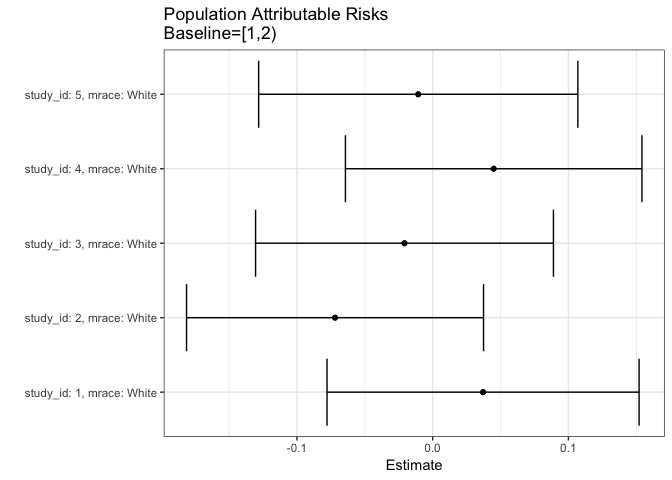 Population Attributable Risks
Baseline=[1,2)
study_id: 5, mrace: White
study_id: 4, mrace: White
study_id: 3, mrace: White
study_id: 2, mrace: White
study_id: 1, mrace: White
-0.1 0.0 0.1
Estimate